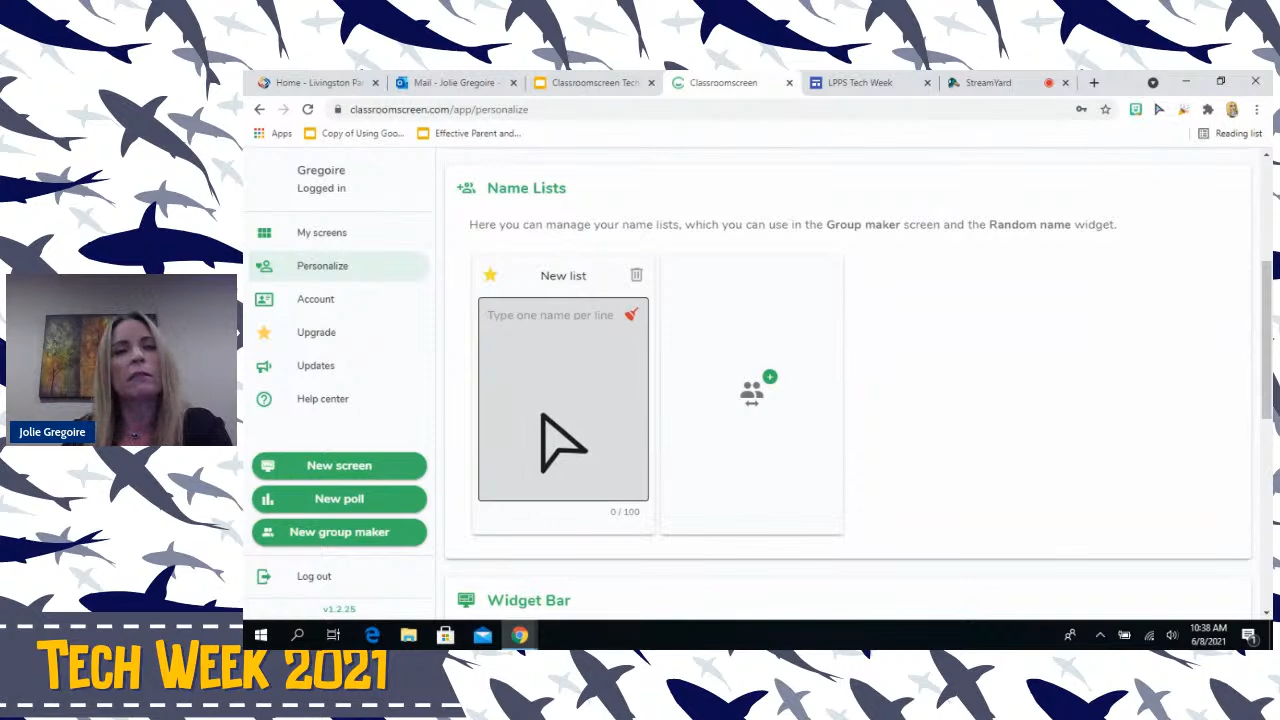 Home - Livingston Pa
Mail - Jolie Gregoire -
Classroomscreen Tech
Classroomscreen
LPPS Tech Week
StreamYard
classroomscreen.com/app/personalize
Apps
Copy of Using Goo...
Effective Parent and...
Reading list
Gregoire
Logged in
My screens
Personalize
Account
Upgrade
Updates
Help center
New screen
New poll
New group maker
Log out
v1.2.25
Name Lists
Here you can manage your name lists, which you can use in the Group maker screen and the Random name widget.
New list
Type one name per line
0 / 100
Widget Bar
Jolie Gregoire
10:38 AM
6/8/2021
Tech Week 2021